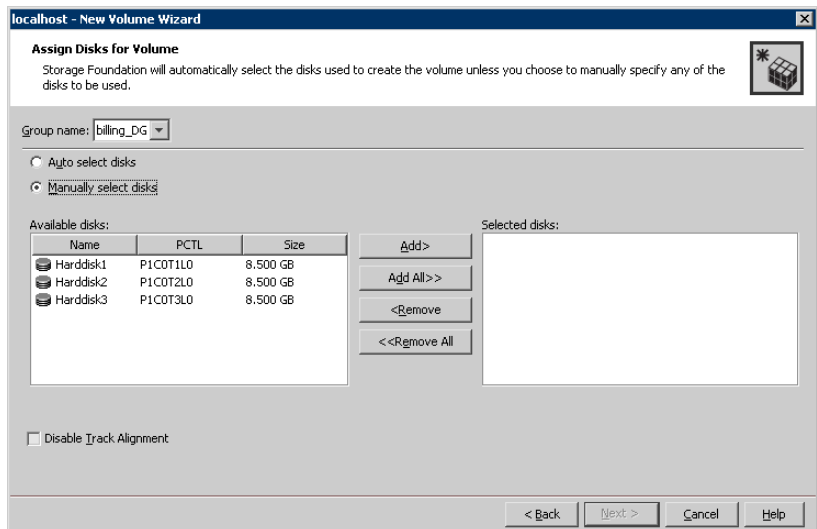 localhost - New Volume Wizard
Assign Disks for Volume
Storage Foundation will automatically select the disks used to create the volume unless you choose to manually specify any of the
disks to be used.
Group name: billing_DG
Auto select disks
Manually select disks
Available disks:
Name PCTL Size
Harddisk1 P1C0T1L0 8.500 GB
Harddisk2 P1C0T2L0 8.500 GB
Harddisk3 P1C0T3L0 8.500 GB
Add>
Add All>>
<Remove
<<Remove All
Selected disks:
Disable Track Alignment
< Back Next > Cancel Help